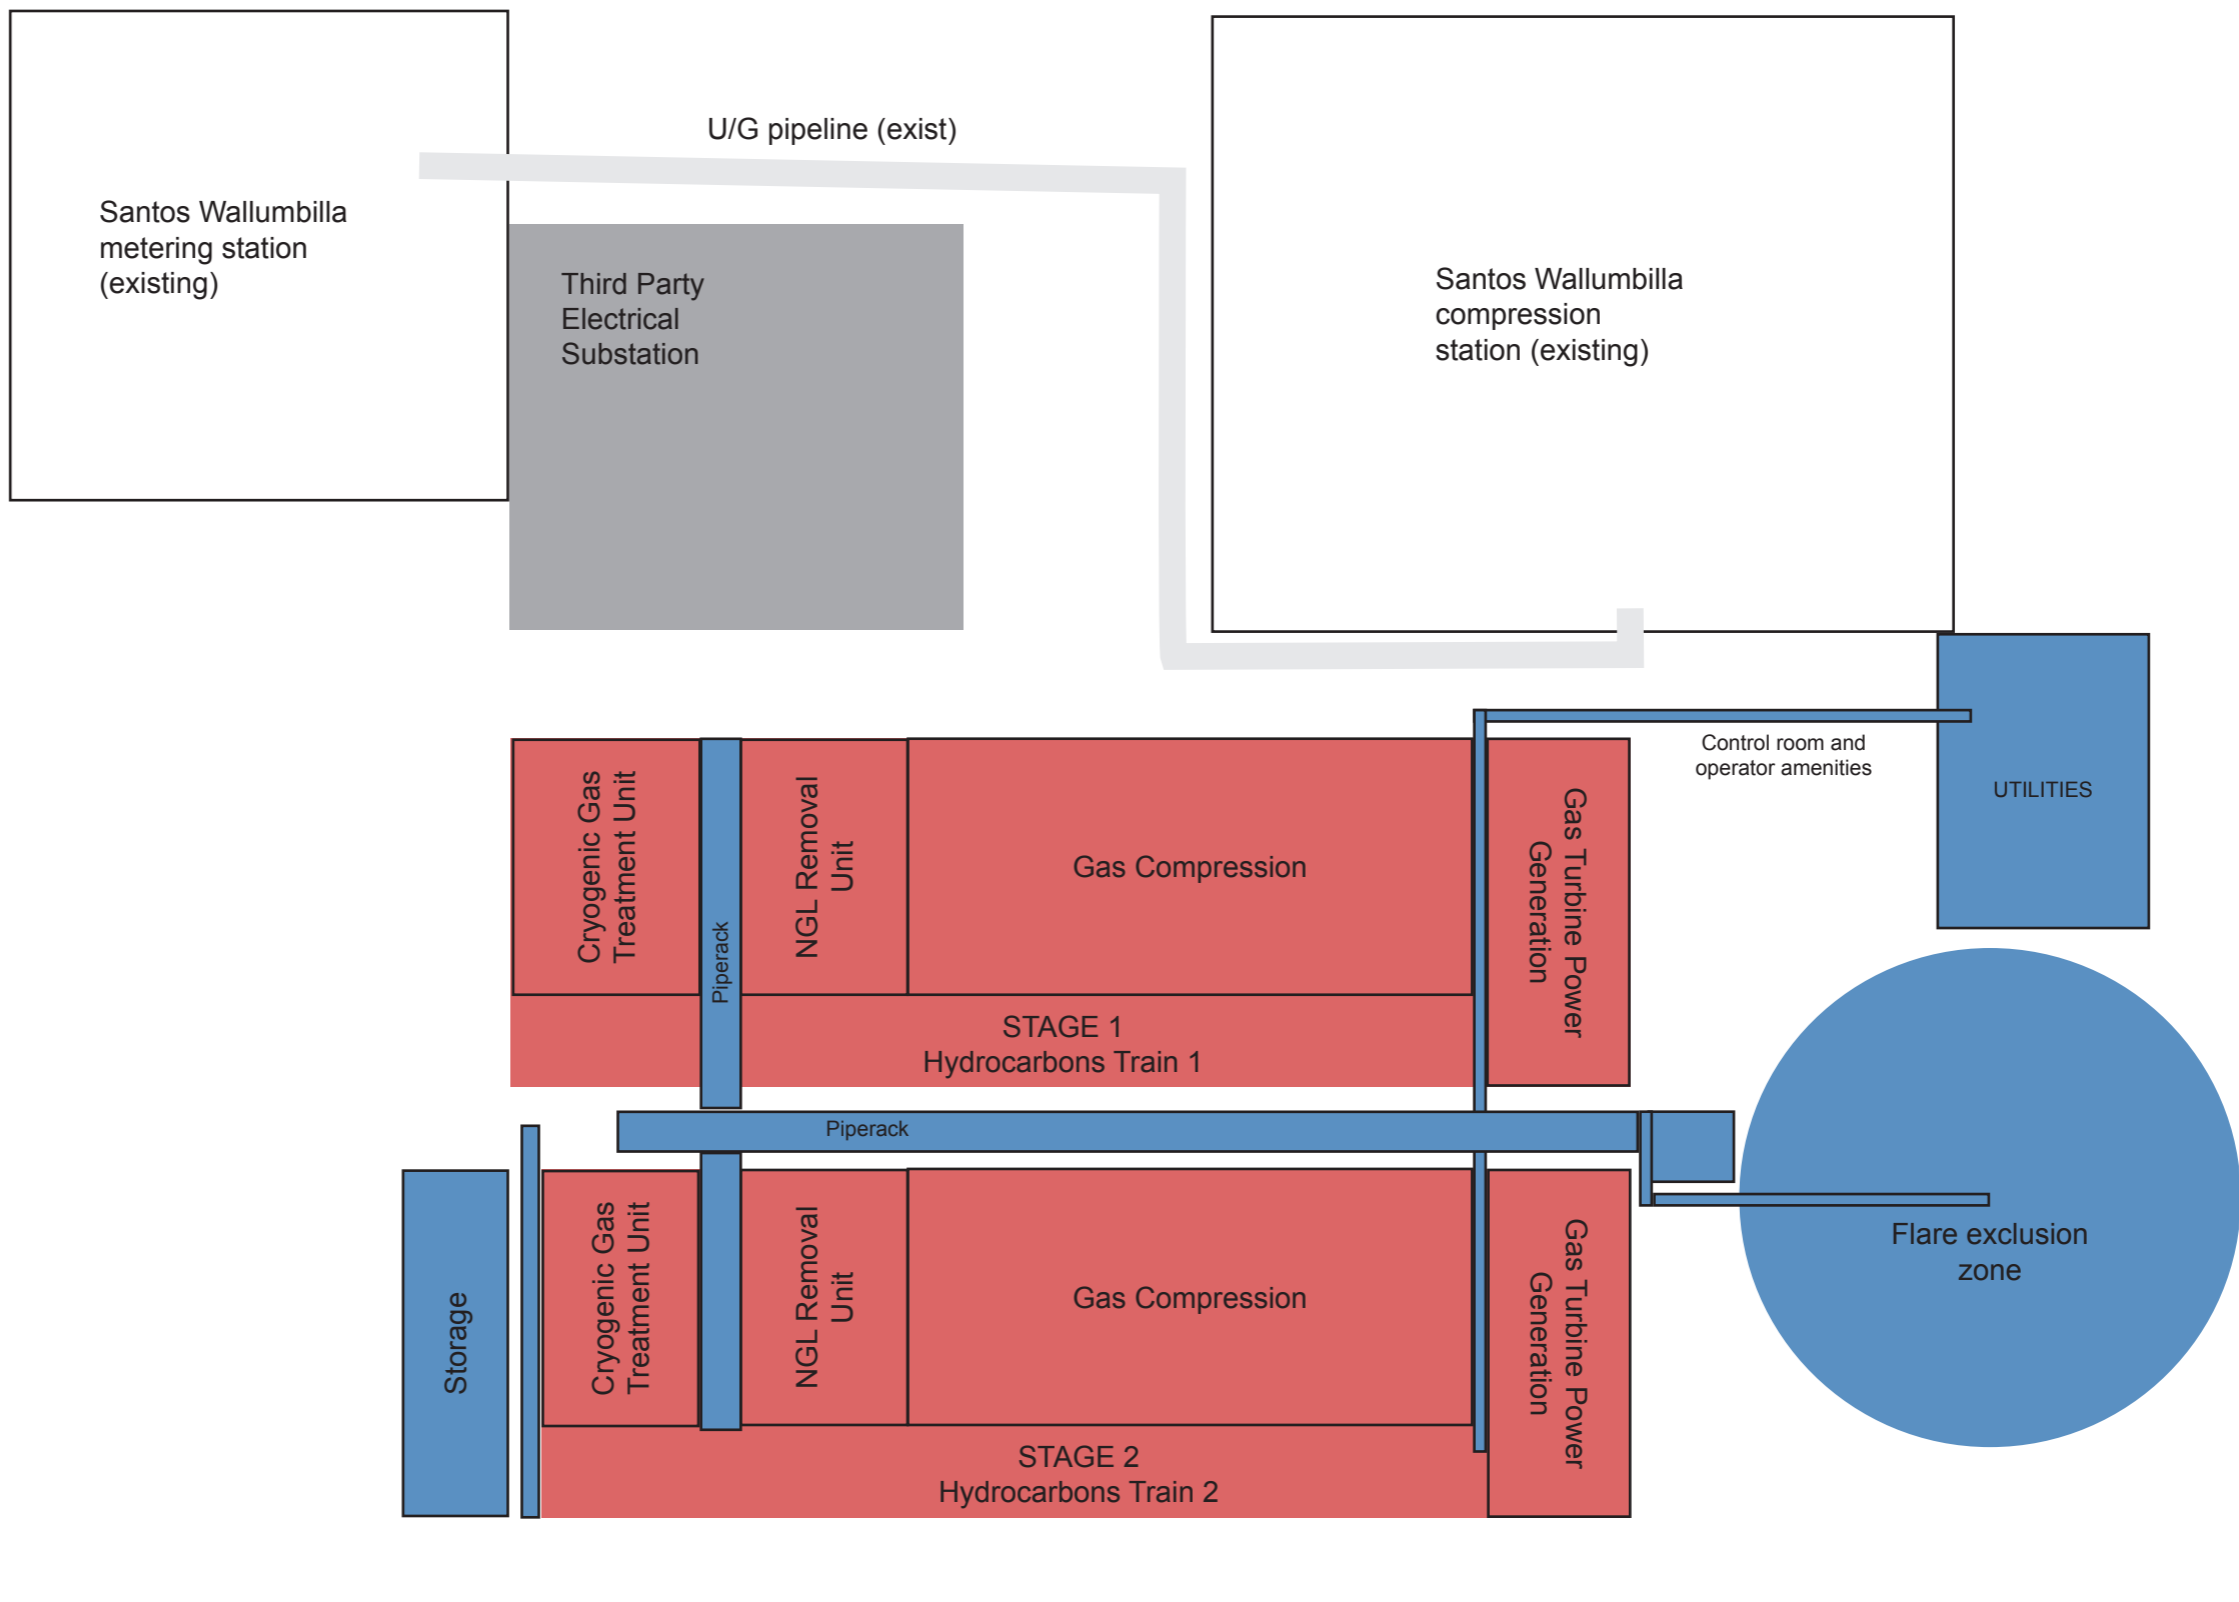 U/G pipeline (exist)
Santos Wallumbilla
metering station
(existing)
Third Party
Electrical
Substation
Santos Wallumbilla
compression
station (existing)
Control room and
operator amenities
UTILITIES
Cryogenic Gas
Treatment Unit
Piperack
NGL Removal
Unit
Gas Compression
Gas Turbine Power
Generation
STAGE 1
Hydrocarbons Train 1
Piperack
Storage
Cryogenic Gas
Treatment Unit
NGL Removal
Unit
Gas Compression
Gas Turbine Power
Generation
Flare exclusion
zone
STAGE 2
Hydrocarbons Train 2